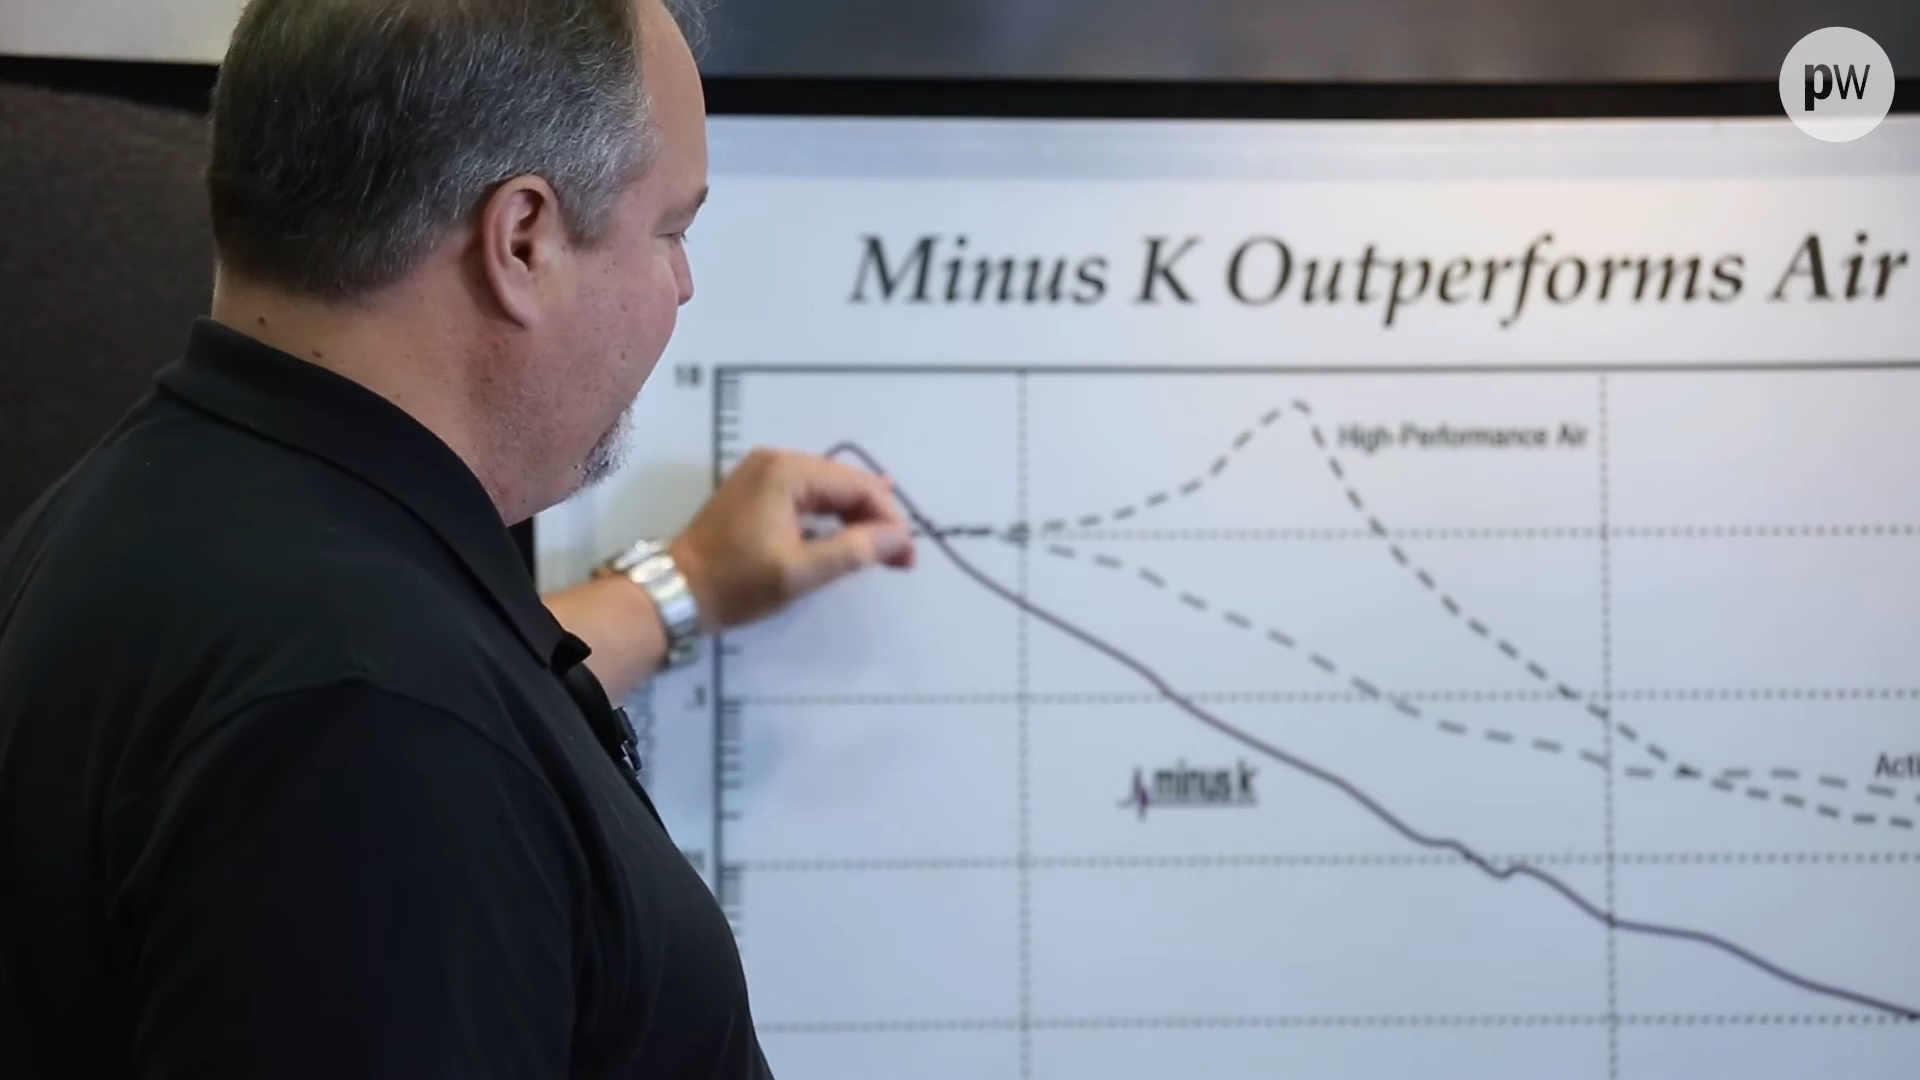 pw
Minus K Outperforms Air
10
High-Performance Air
.1
Acti
minus k